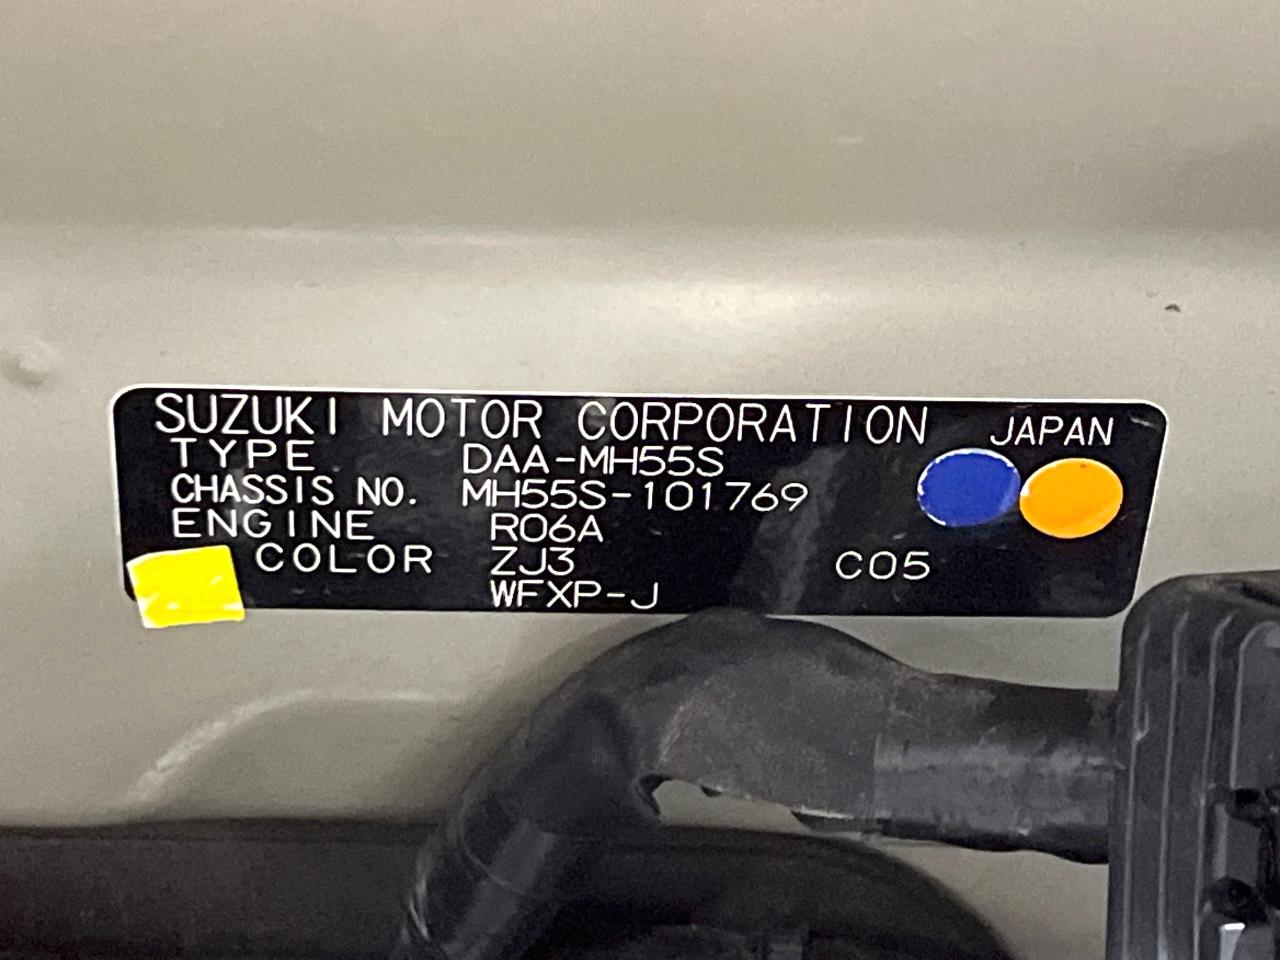 SUZUKI MOTOR CORPORATION JAPAN
TYPE DAA-MH55S
CHASSIS NO. MH55S-101769
ENGINE R06A
COLOR ZJ3 C05
WFXP-J